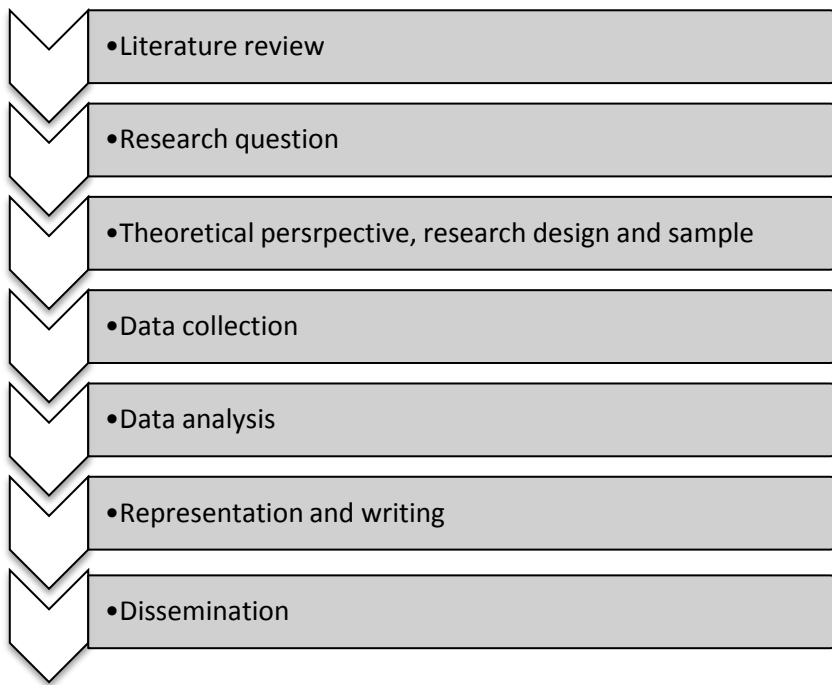 •Literature review
•Research question
•Theoretical persrpective, research design and sample
•Data collection
•Data analysis
•Representation and writing
•Dissemination